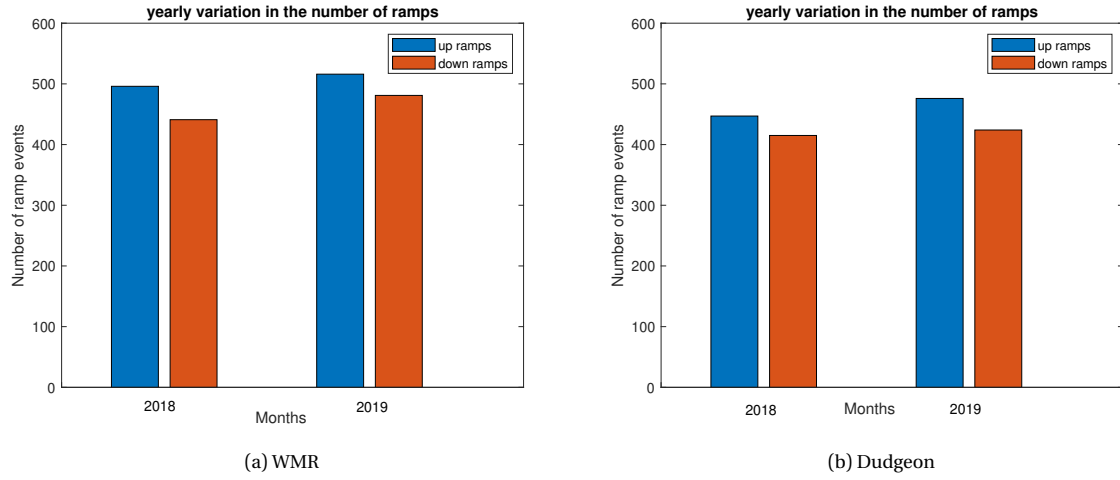 yearly variation in the number of ramps
600
500
400
300
200
100
0
Number of ramp events
up ramps
down ramps
2018
2019
Months
(a) WMR
yearly variation in the number of ramps
600
500
400
300
200
100
0
Number of ramp events
up ramps
down ramps
2018
Months
2019
(b) Dudgeon